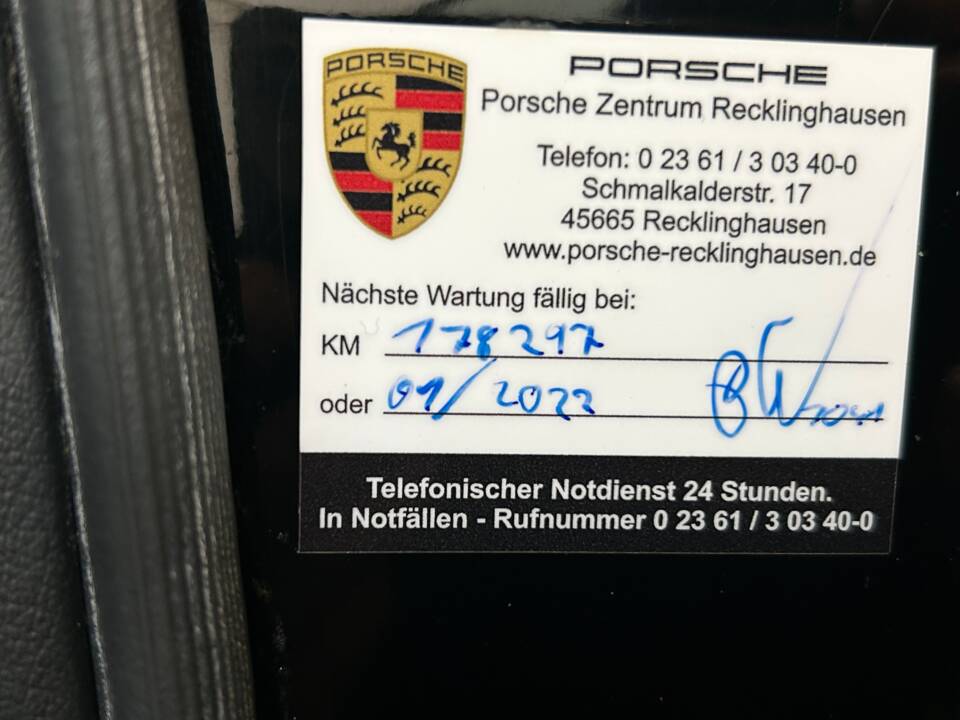 PORSCHE
PORSCHE
Porsche Zentrum Recklinghausen
Telefon: 0 23 61 / 3 03 40-0
Schmalkalderstr. 17
45665 Recklinghausen
www.porsche-recklinghausen.de
Nächste Wartung fällig bei:
KM 178297
oder 01/2022
Telefonischer Notdienst 24 Stunden.
In Notfällen - Rufnummer 0 23 61 / 3 03 40-0